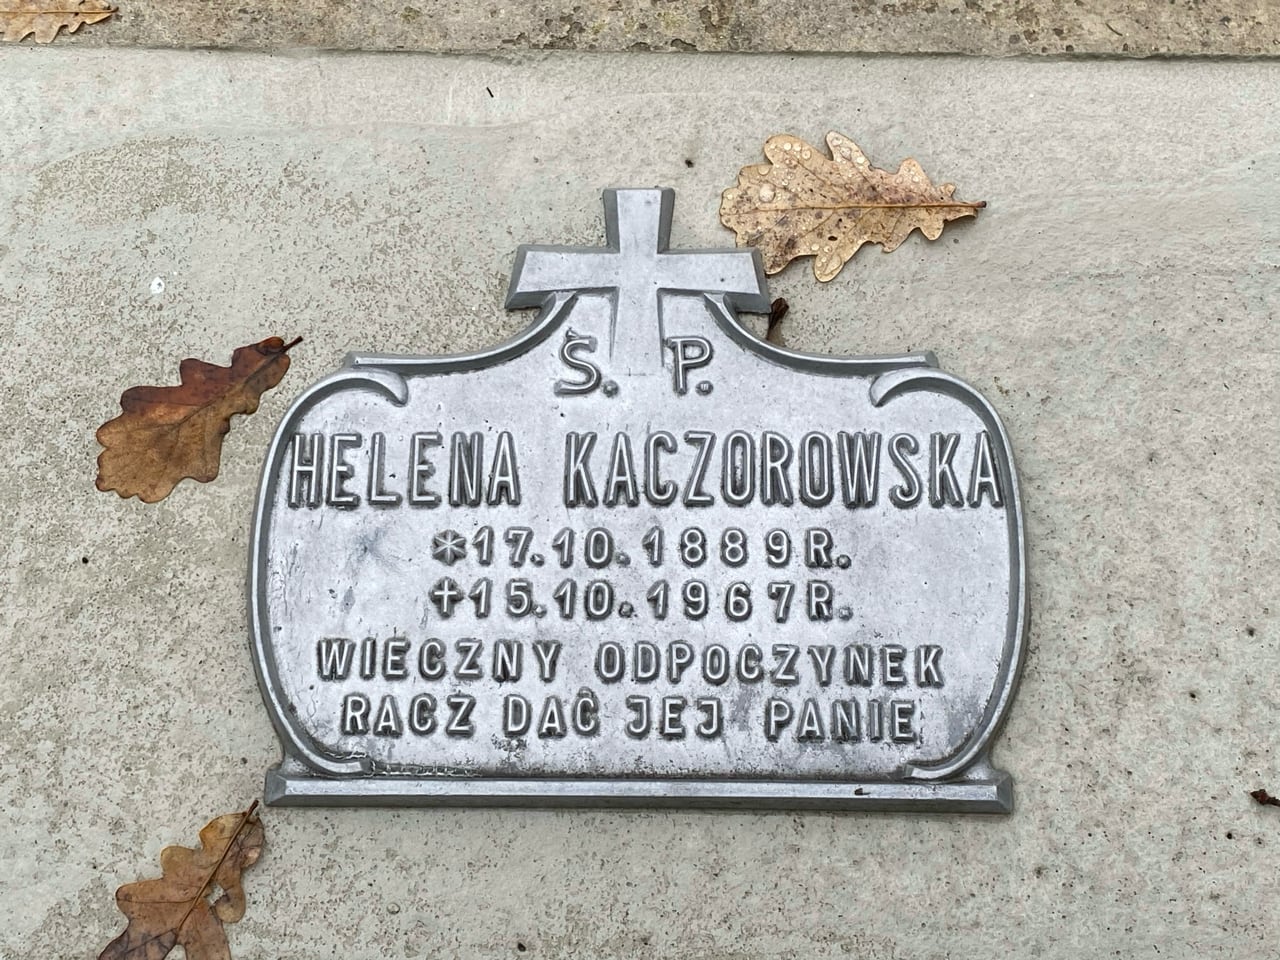 Ś. P.
HELENA KACZOROWSKA
*17.10.1889R.
✝15.10.1967R.
WIECZNY ODPOCZYNEK
RACZ DAĆ JEJ PANIE